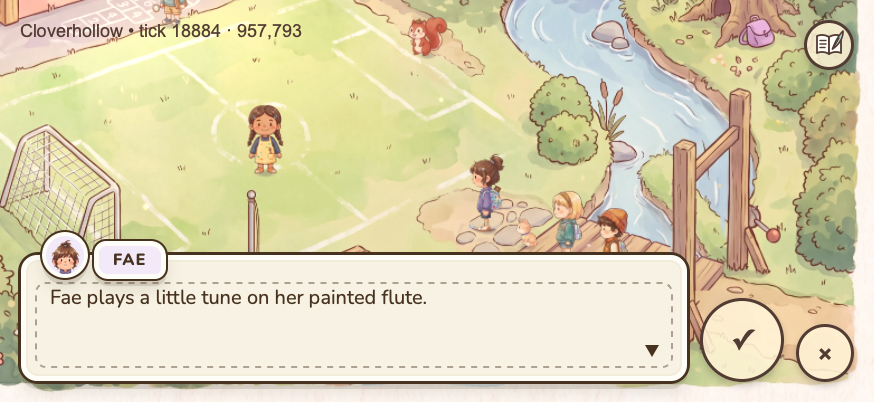 Cloverhollow • tick 18884 · 957,793
FAE
Fae plays a little tune on her painted flute.